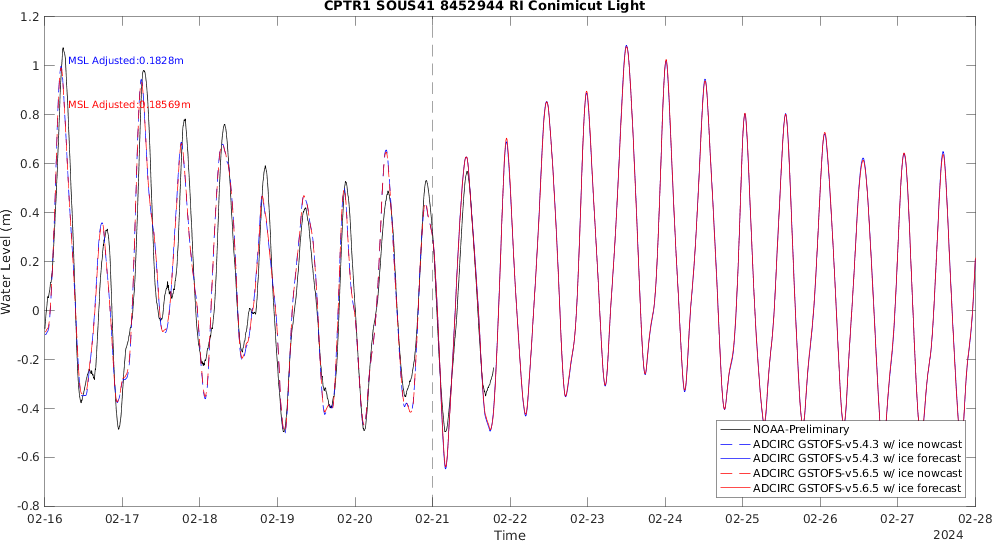 CPTR1 SOUS41 8452944 RI Conimicut Light
1.2
1
0.8
0.6
0.4
0.2
0
-0.2
-0.4
-0.6
-0.8
Water Level (m)
MSL Adjusted:0.1828m
MSL Adjusted:0.18569m
NOAA-Preliminary
ADCIRC GSTOFS-v5.4.3 w/ ice nowcast
ADCIRC GSTOFS-v5.4.3 w/ ice forecast
ADCIRC GSTOFS-v5.6.5 w/ ice nowcast
ADCIRC GSTOFS-v5.6.5 w/ ice forecast
02-16 02-17 02-18 02-19 02-20 02-21 02-22 02-23 02-24 02-25 02-26 02-27 02-28
Time
2024